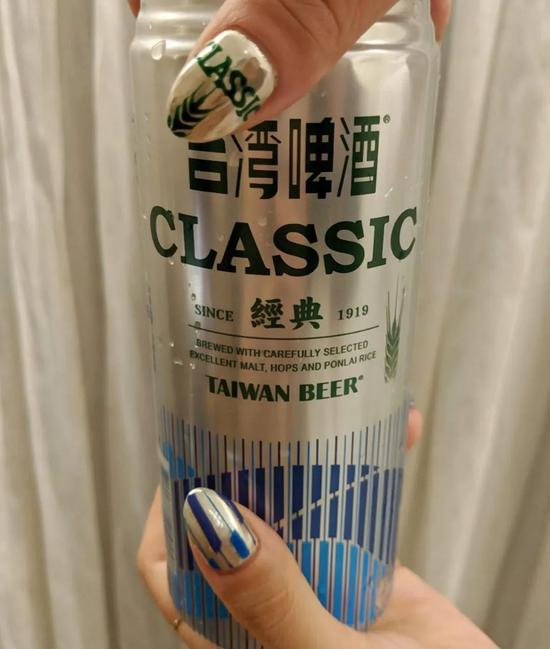 CLASSIC
台湾啤酒®
CLASSIC
SINCE 經典 1919
BREWED WITH CAREFULLY SELECTED
EXCELLENT MALT, HOPS AND PONLAI RICE
TAIWAN BEER®